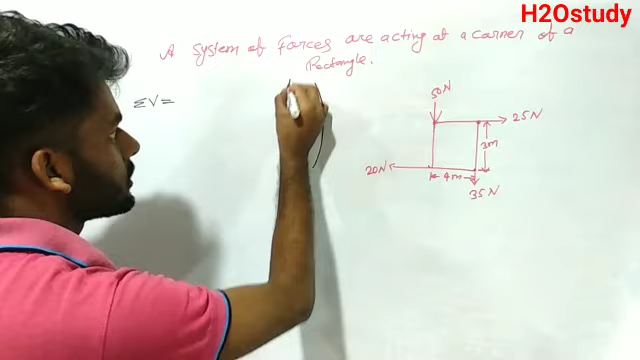 H2Ostudy
A System of forces are acting at a corner of a
Rectangle.
50N
ΣV=
25N
3m
20N
4m
35N